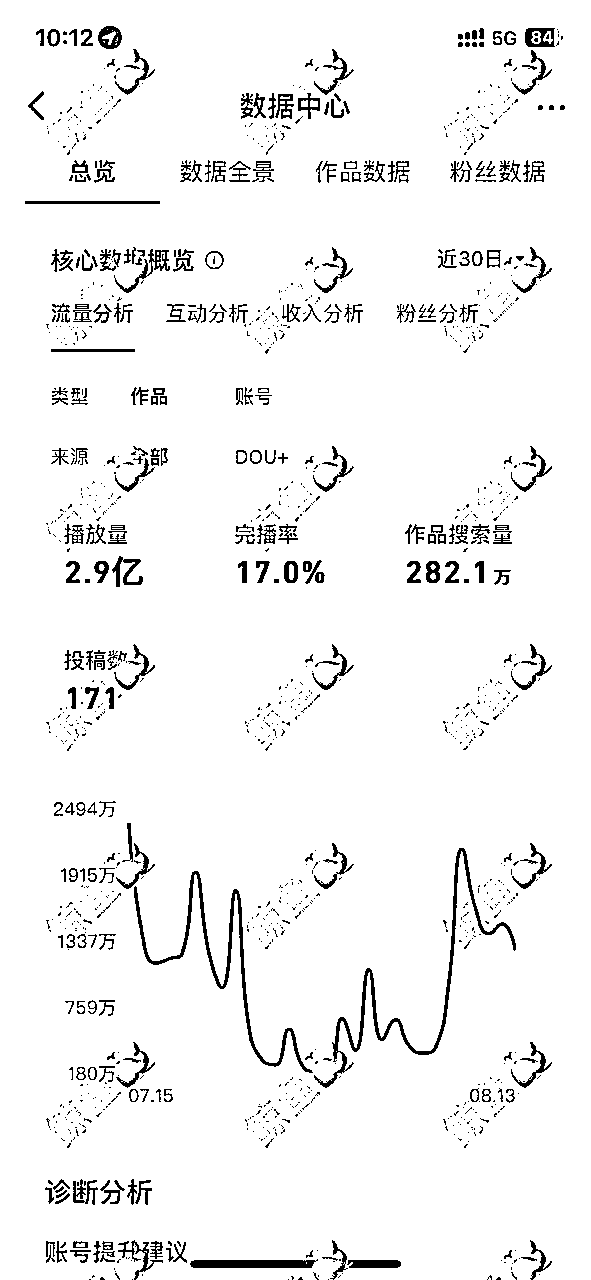 10:12 5G 84
数据中心
总览 数据全景 作品数据 粉丝数据
核心数据概览 近30日
流量分析 互动分析 收入分析 粉丝分析
类型 作品 账号
来源 全部 DOU+
播放量 完播率 作品搜索量
2.9亿 17.0% 282.1万
投稿数
171
2494万
1915万
1337万
759万
180万
07.15 08.13
诊断分析
账号提升建议